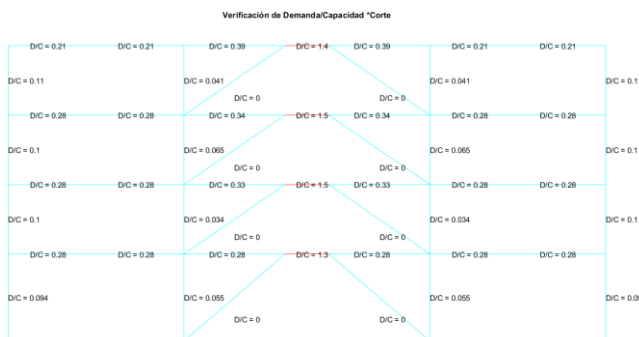 Verificación de Demanda/Capacidad *Corte
D/C = 0.21 D/C = 0.21 D/C = 0.39 D/C = 1.4 D/C = 0.39 D/C = 0.21 D/C = 0.21
D/C = 0.11 D/C = 0.041 D/C = 0.041 D/C = 0.11
D/C = 0 D/C = 0
D/C = 0.28 D/C = 0.28 D/C = 0.34 D/C = 1.5 D/C = 0.34 D/C = 0.28 D/C = 0.28
D/C = 0.1 D/C = 0.065 D/C = 0.065 D/C = 0.1
D/C = 0 D/C = 0
D/C = 0.28 D/C = 0.28 D/C = 0.33 D/C = 1.5 D/C = 0.33 D/C = 0.28 D/C = 0.28
D/C = 0.1 D/C = 0.034 D/C = 0.034 D/C = 0.1
D/C = 0 D/C = 0
D/C = 0.28 D/C = 0.28 D/C = 0.28 D/C = 1.3 D/C = 0.28 D/C = 0.28 D/C = 0.28
D/C = 0.094 D/C = 0.055 D/C = 0.055 D/C = 0.09
D/C = 0 D/C = 0